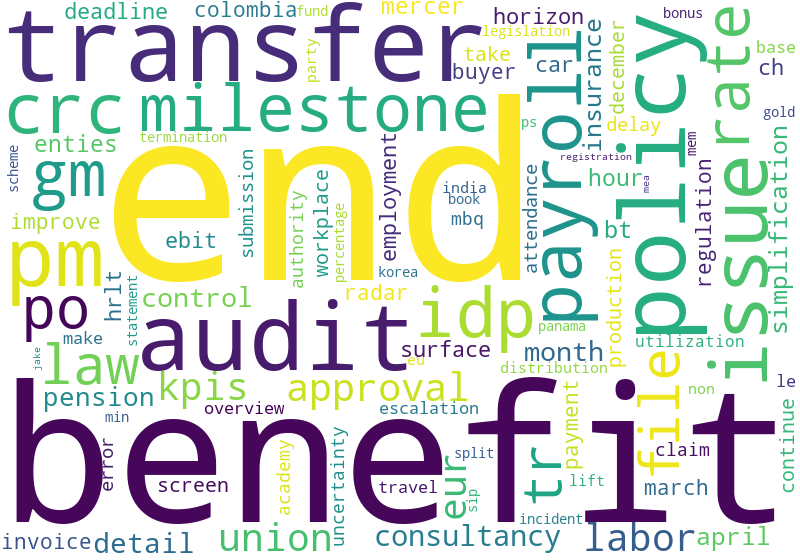 deadline
colombia
fund
mercer
horizon
bonus
legislation
transfer
party
take
buyer
car
insurance
december
policy
rate
base
ch
crc
milestone
payroll
issue
gold
enties
termination
ps
delay
mem
scheme
gm
end
submission
authority
workplace
employment
registration
india
book
mbq
attendance
hour
mea
regulation
simplification
improve
ebit
percentage
korea
bt
pm
po
hrlt
control
radar
idp
production
make
statement
audit
panama
utilization
surface
month
jake
law
eu
distribution
kpis
approval
file
non
le
pension
benefit
min
overview
escalation
payment
continue
error
screen
academy
uncertainty
travel
split
eur
sip
tr
lift
claim
march
incident
invoice
detail
union
consultancy
labor
april